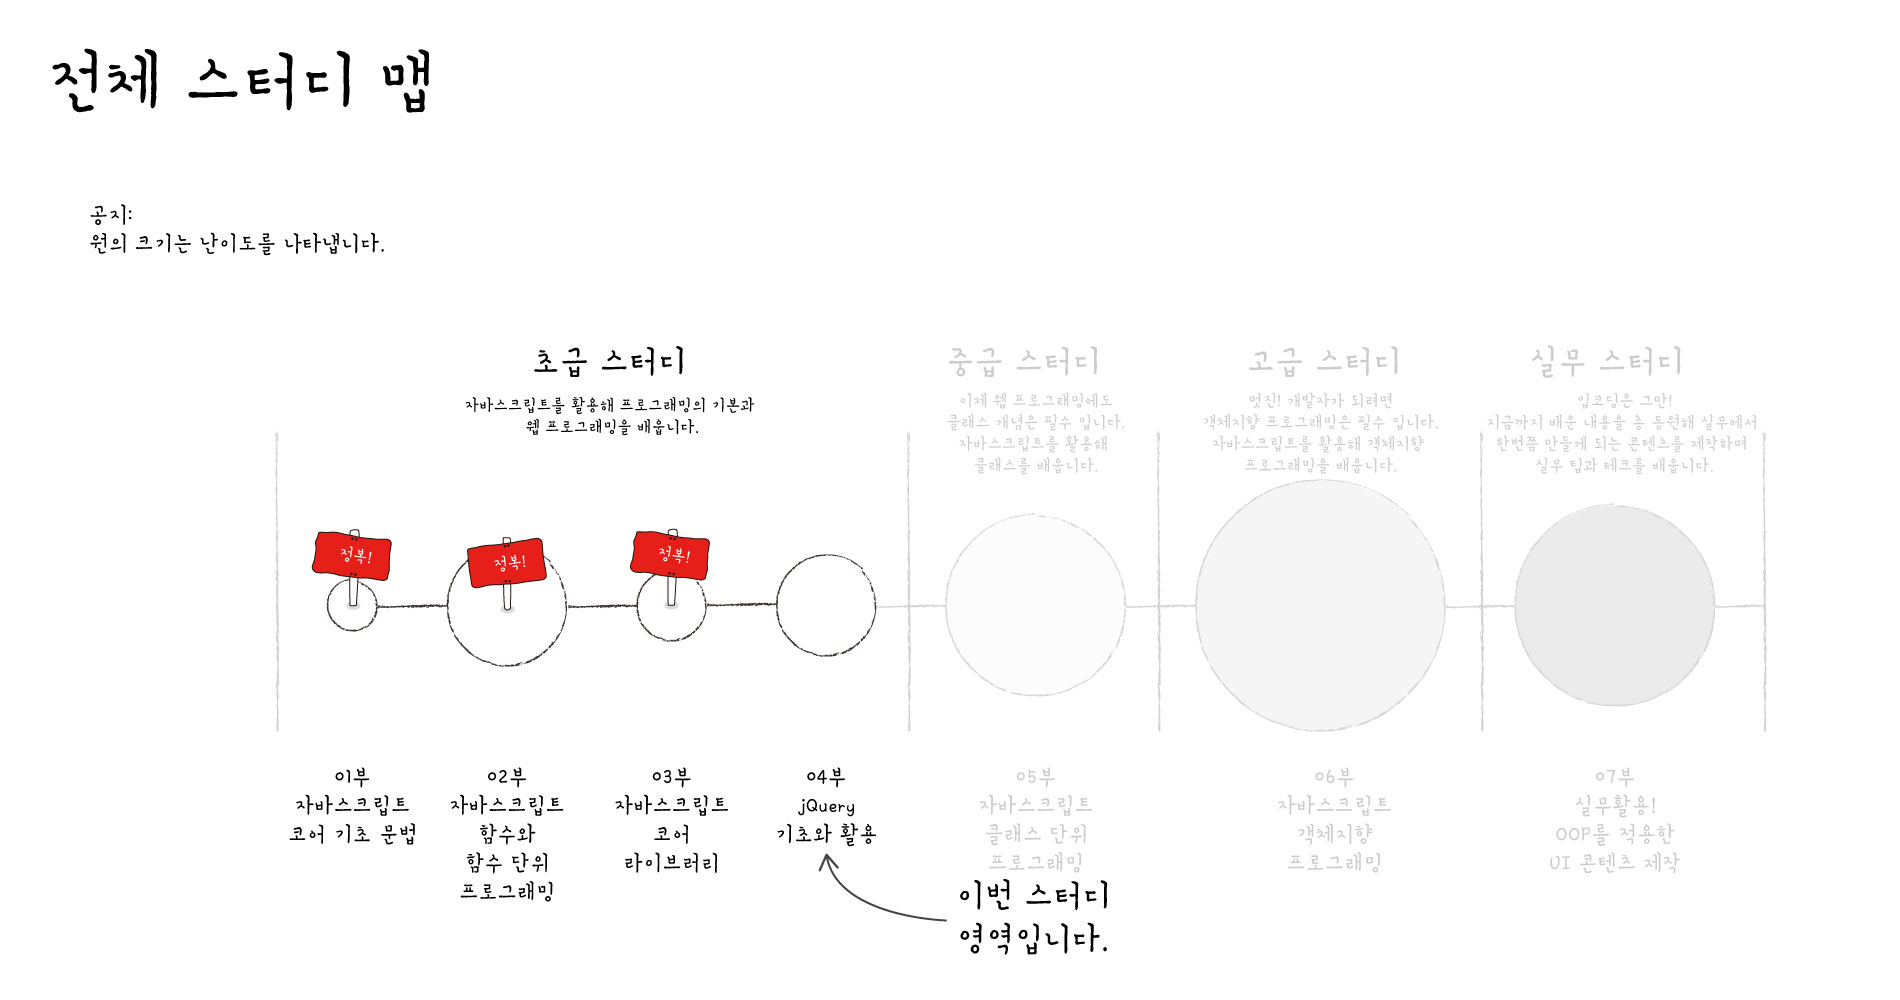 전체 스터디 맵
공지:
원의 크기는 난이도를 나타냅니다.
초급 스터디
자바스크립트를 활용해 프로그래밍의 기본과
웹 프로그래밍을 배웁니다.
중급 스터디
이제 웹 프로그래밍에도
클래스 개념은 필수 입니다.
자바스크립트를 활용해
클래스를 배웁니다.
고급 스터디
멋진! 개발자가 되려면
객체지향 프로그래밍은 필수 입니다.
자바스크립트를 활용해 객체지향
프로그래밍을 배웁니다.
실무 스터디
입코딩은 그만!
지금까지 배운 내용을 총 동원해 실무에서
한번쯤 만들게 되는 콘텐츠를 제작하며
실무 팁과 테크를 배웁니다.
정복!
정복!
정복!
01부
자바스크립트
코어 기초 문법
02부
자바스크립트
함수와
함수 단위
프로그래밍
03부
자바스크립트
코어
라이브러리
04부
jQuery
기초와 활용
05부
자바스크립트
클래스 단위
프로그래밍
06부
자바스크립트
객체지향
프로그래밍
07부
실무활용!
OOP를 적용한
UI 콘텐츠 제작
이번 스터디
영역입니다.